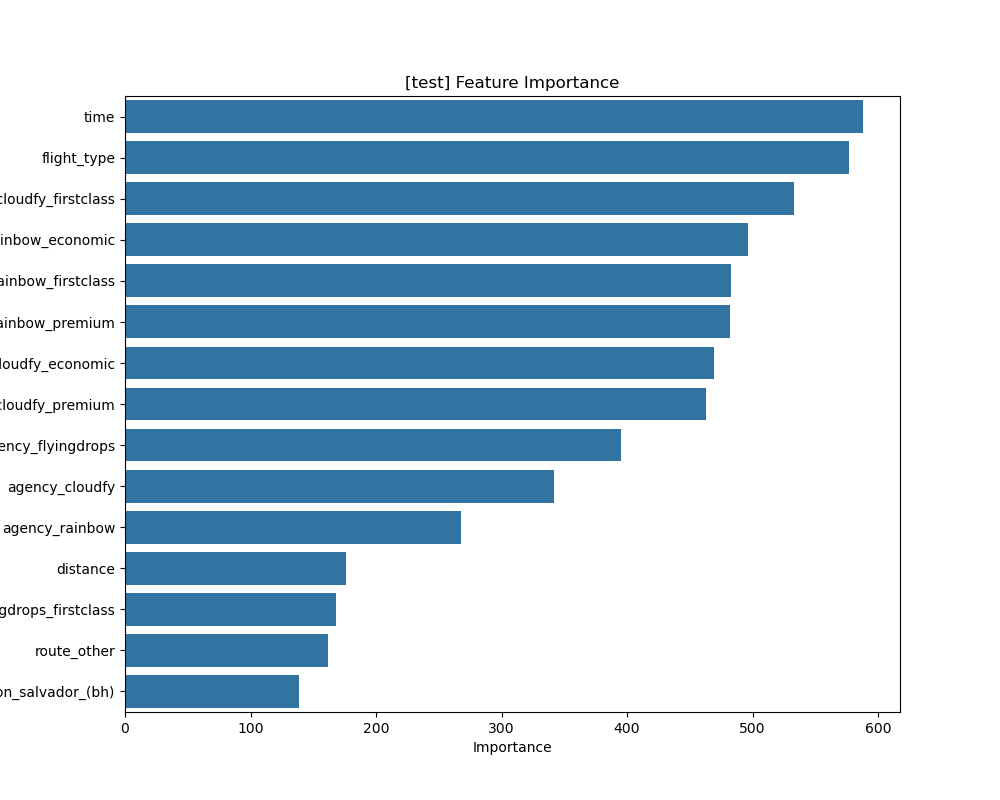 [test] Feature Importance
time
flight_type
cloudfy_firstclass
inbow_economic
ainbow_firstclass
ainbow_premium
loudfy_economic
cloudfy_premium
ency_flyingdrops
agency_cloudfy
agency_rainbow
distance
gdrops_firstclass
route_other
on_salvador_(bh)
0 100 200 300 400 500 600
Importance